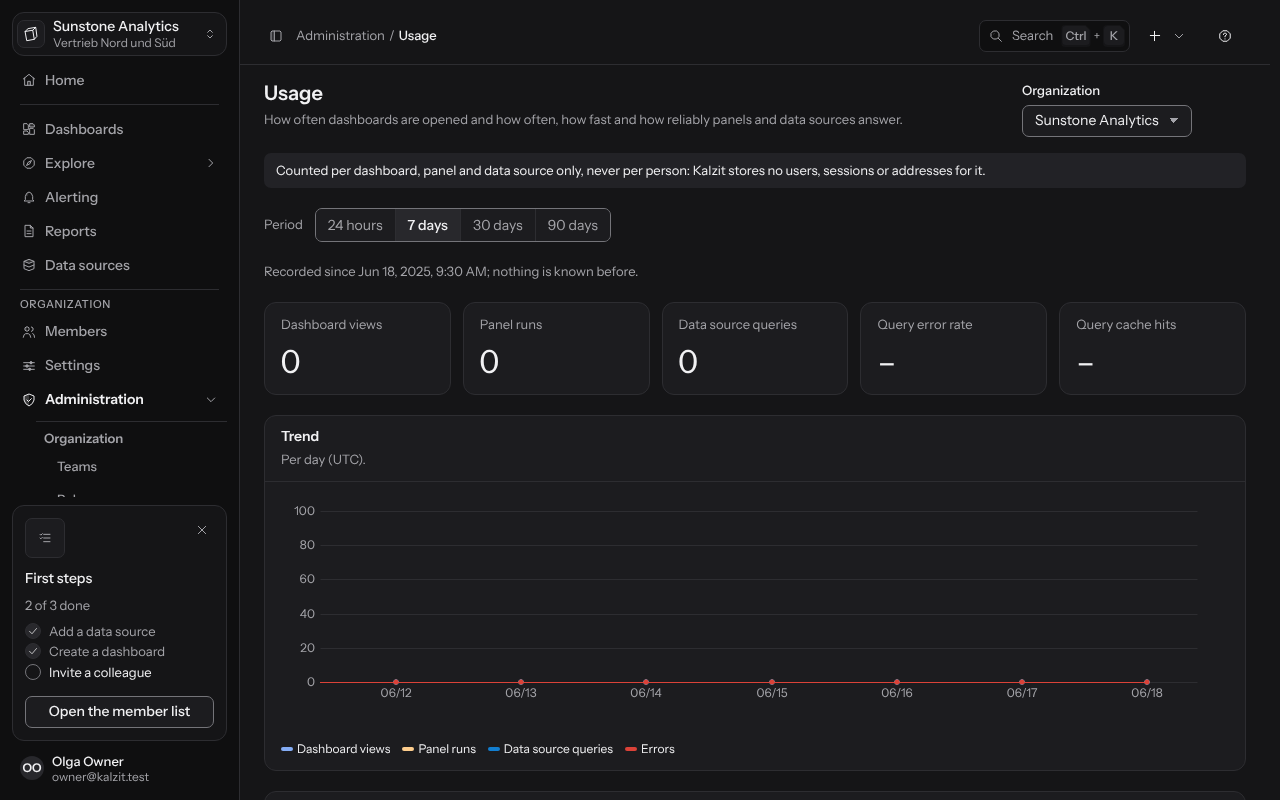 Sunstone Analytics
Vertrieb Nord und Süd
Home
Dashboards
Explore
Alerting
Reports
Data sources
ORGANIZATION
Members
Settings
Administration
Organization
Teams
First steps
2 of 3 done
Add a data source
Create a dashboard
Invite a colleague
Open the member list
OO
Olga Owner
owner@kalzit.test
Administration / Usage
Search Ctrl + K
Usage
How often dashboards are opened and how often, how fast and how reliably panels and data sources answer.
Organization
Sunstone Analytics
Counted per dashboard, panel and data source only, never per person: Kalzit stores no users, sessions or addresses for it.
Period 24 hours 7 days 30 days 90 days
Recorded since Jun 18, 2025, 9:30 AM; nothing is known before.
Dashboard views
0
Panel runs
0
Data source queries
0
Query error rate
–
Query cache hits
–
Trend
Per day (UTC).
100
80
60
40
20
0
06/12 06/13 06/14 06/15 06/16 06/17 06/18
Dashboard views Panel runs Data source queries Errors